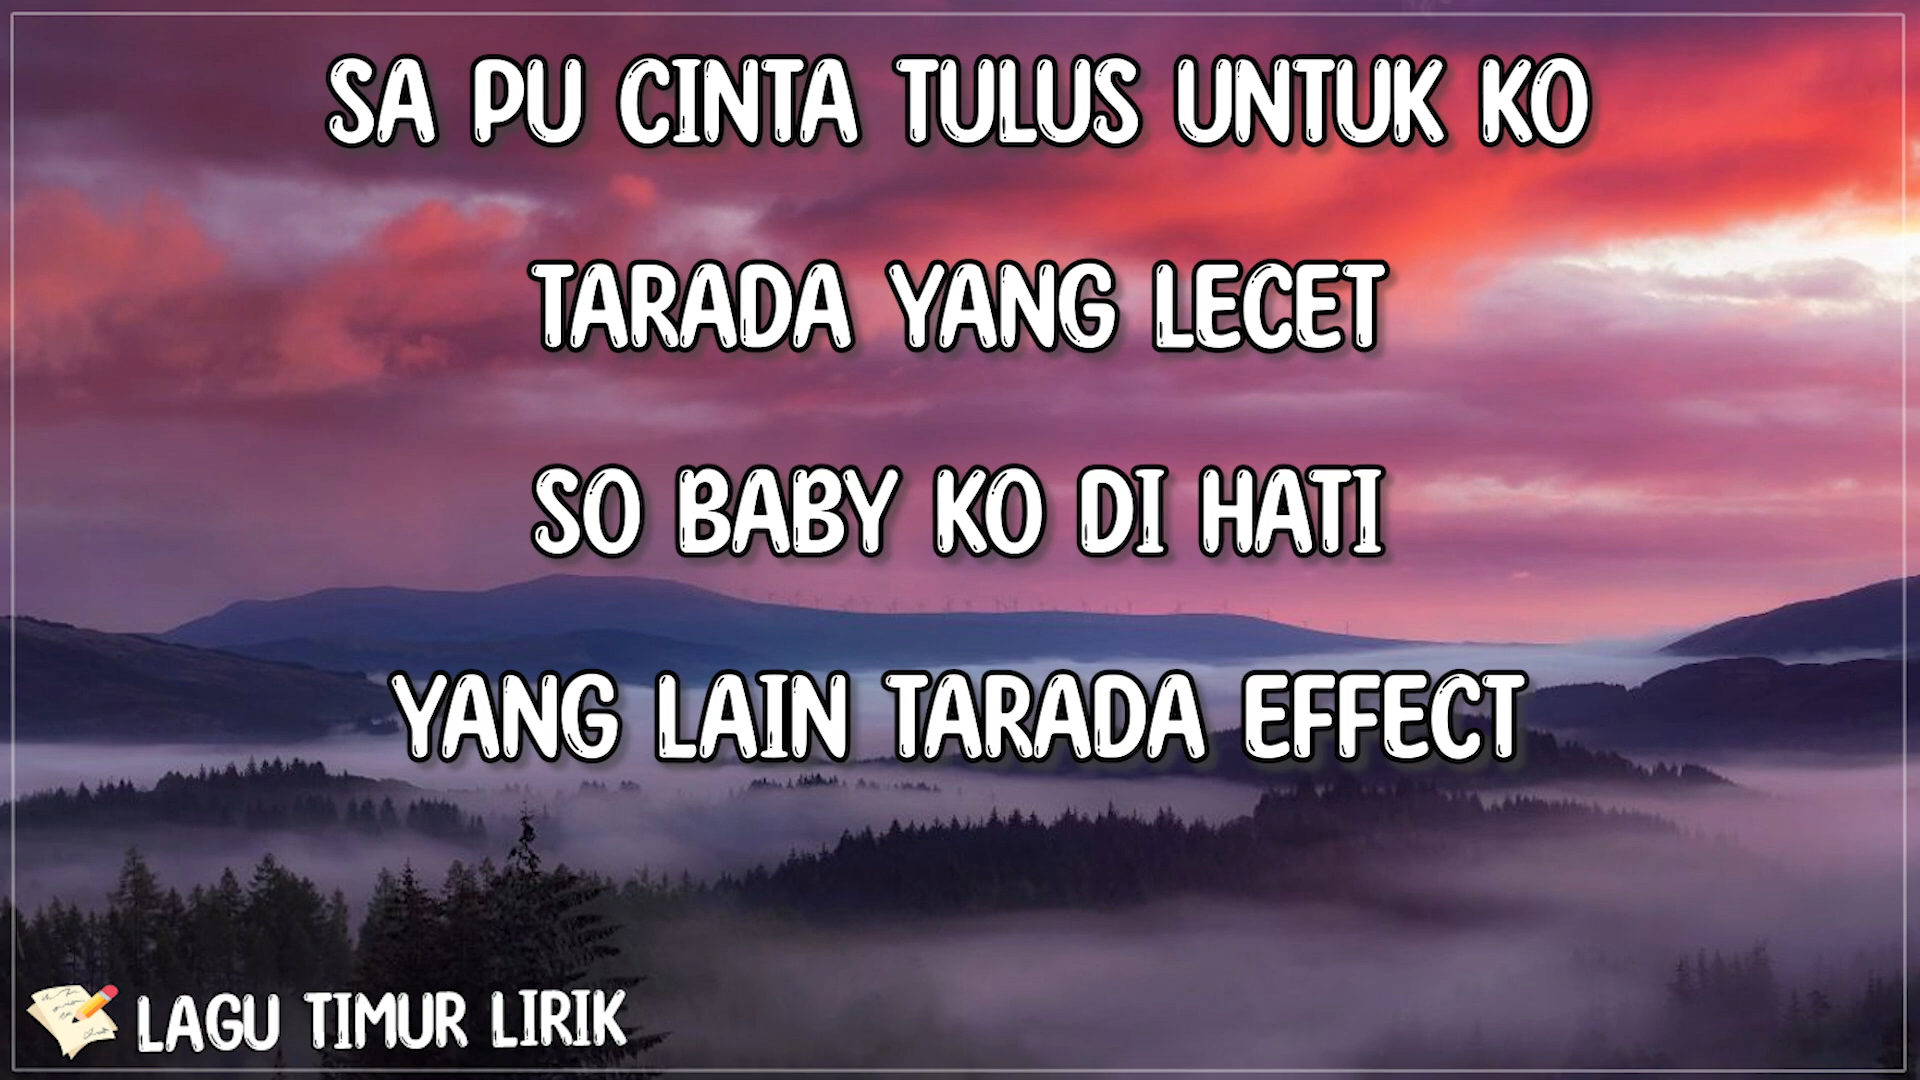 SA PU CINTA TULUS UNTUK KO
TARADA YANG LECET
SO BABY KO DI HATI
YANG LAIN TARADA EFFECT
LAGU TIMUR LIRIK